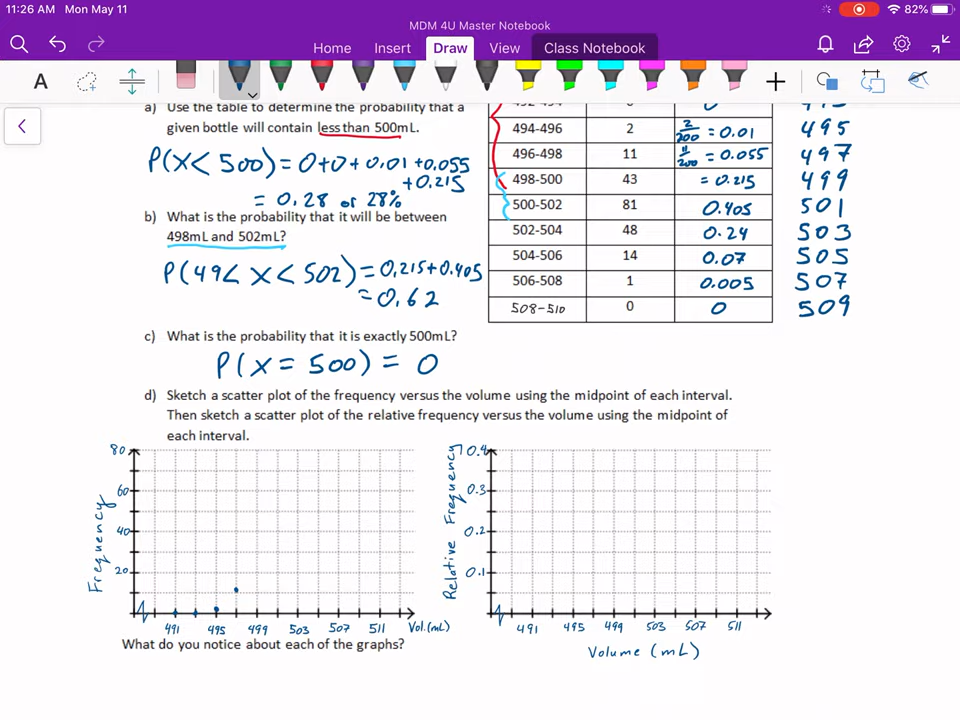 11:26 AM Mon May 11
82%
MDM 4U Master Notebook
Home Insert Draw View Class Notebook
A
a) Use the table to determine the probability that a
given bottle will contain less than 500mL.
P(X < 500) = 0+0+0.01+0.055
+0.215
= 0.28 or 28%
b) What is the probability that it will be between
498mL and 502mL?
P(498 < X < 502) = 0.215+0.405
= 0.62
494-496 2 2/200 = 0.01 495
496-498 11 11/200 = 0.055 497
498-500 43 = 0.215 499
500-502 81 0.405 501
502-504 48 0.24 503
504-506 14 0.07 505
506-508 1 0.005 507
508-510 0 0 509
c) What is the probability that it is exactly 500mL?
P(X = 500) = 0
d) Sketch a scatter plot of the frequency versus the volume using the midpoint of each interval.
Then sketch a scatter plot of the relative frequency versus the volume using the midpoint of
each interval.
Frequency
80
60
40
20
491 495 499 503 507 511 Vol.(mL)
Relative Frequency
0.4
0.3
0.2
0.1
491 495 499 503 507 511
Volume (mL)
What do you notice about each of the graphs?